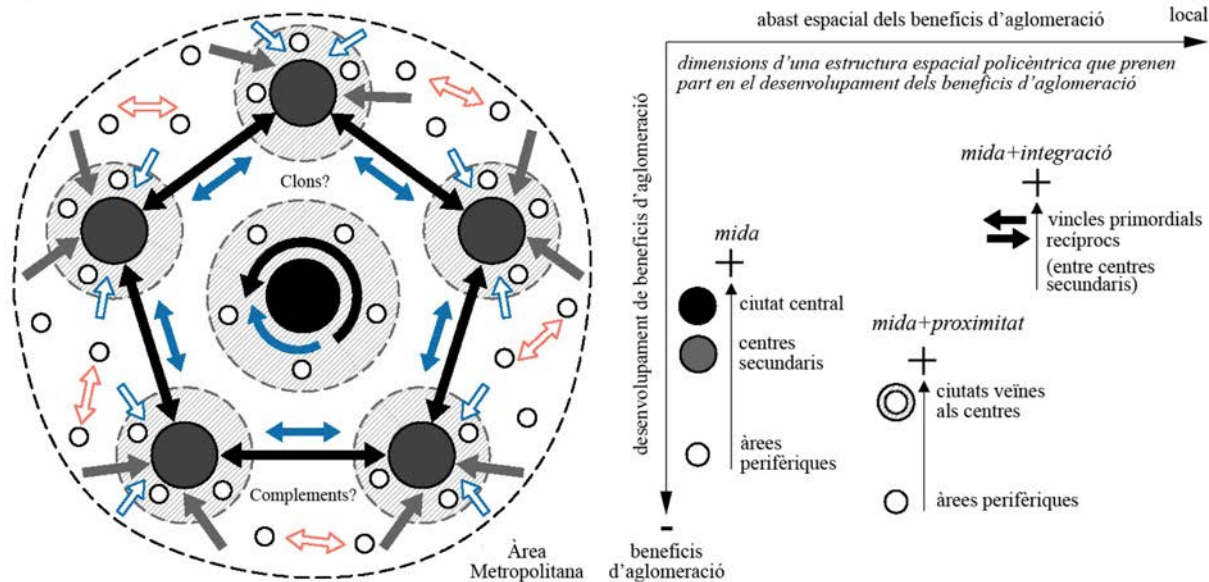 abast espacial dels beneficis d'aglomeració
local
dimensions d'una estructura espacial policèntrica que prenen
part en el desenvolupament dels beneficis d'aglomeració
desenvolupament de beneficis d'aglomeració
mida+integració
+
vincles primordials
recíprocs
(entre centres
secundaris)
mida
+
ciutat central
centres
secundaris
àrees
perifèriques
mida+proximitat
+
ciutats veïnes
als centres
àrees perifèriques
-
beneficis
d'aglomeració
Clons?
Complements?
Àrea
Metropolitana